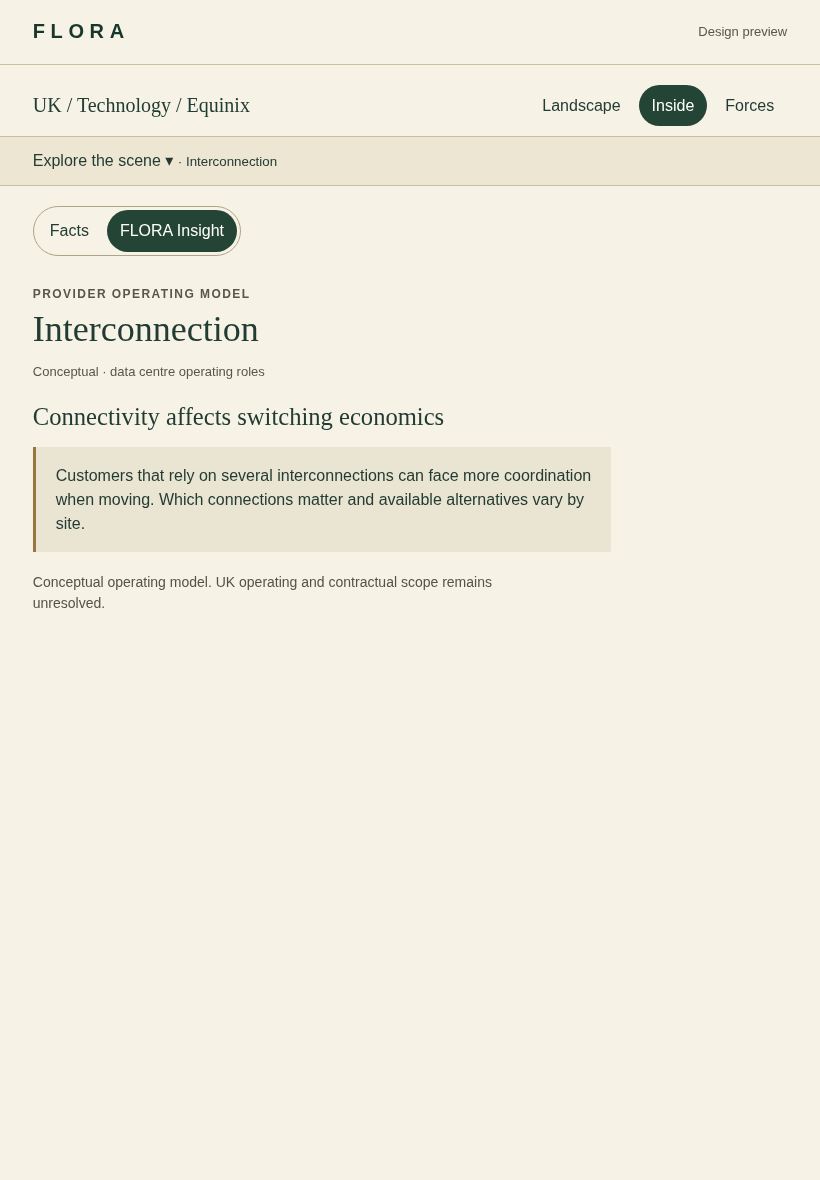 FLORA
Design preview
UK / Technology / Equinix
Landscape
Inside
Forces
Explore the scene ▾ · Interconnection
Facts
FLORA Insight
PROVIDER OPERATING MODEL
Interconnection
Conceptual · data centre operating roles
Connectivity affects switching economics
Customers that rely on several interconnections can face more coordination
when moving. Which connections matter and available alternatives vary by
site.
Conceptual operating model. UK operating and contractual scope remains
unresolved.